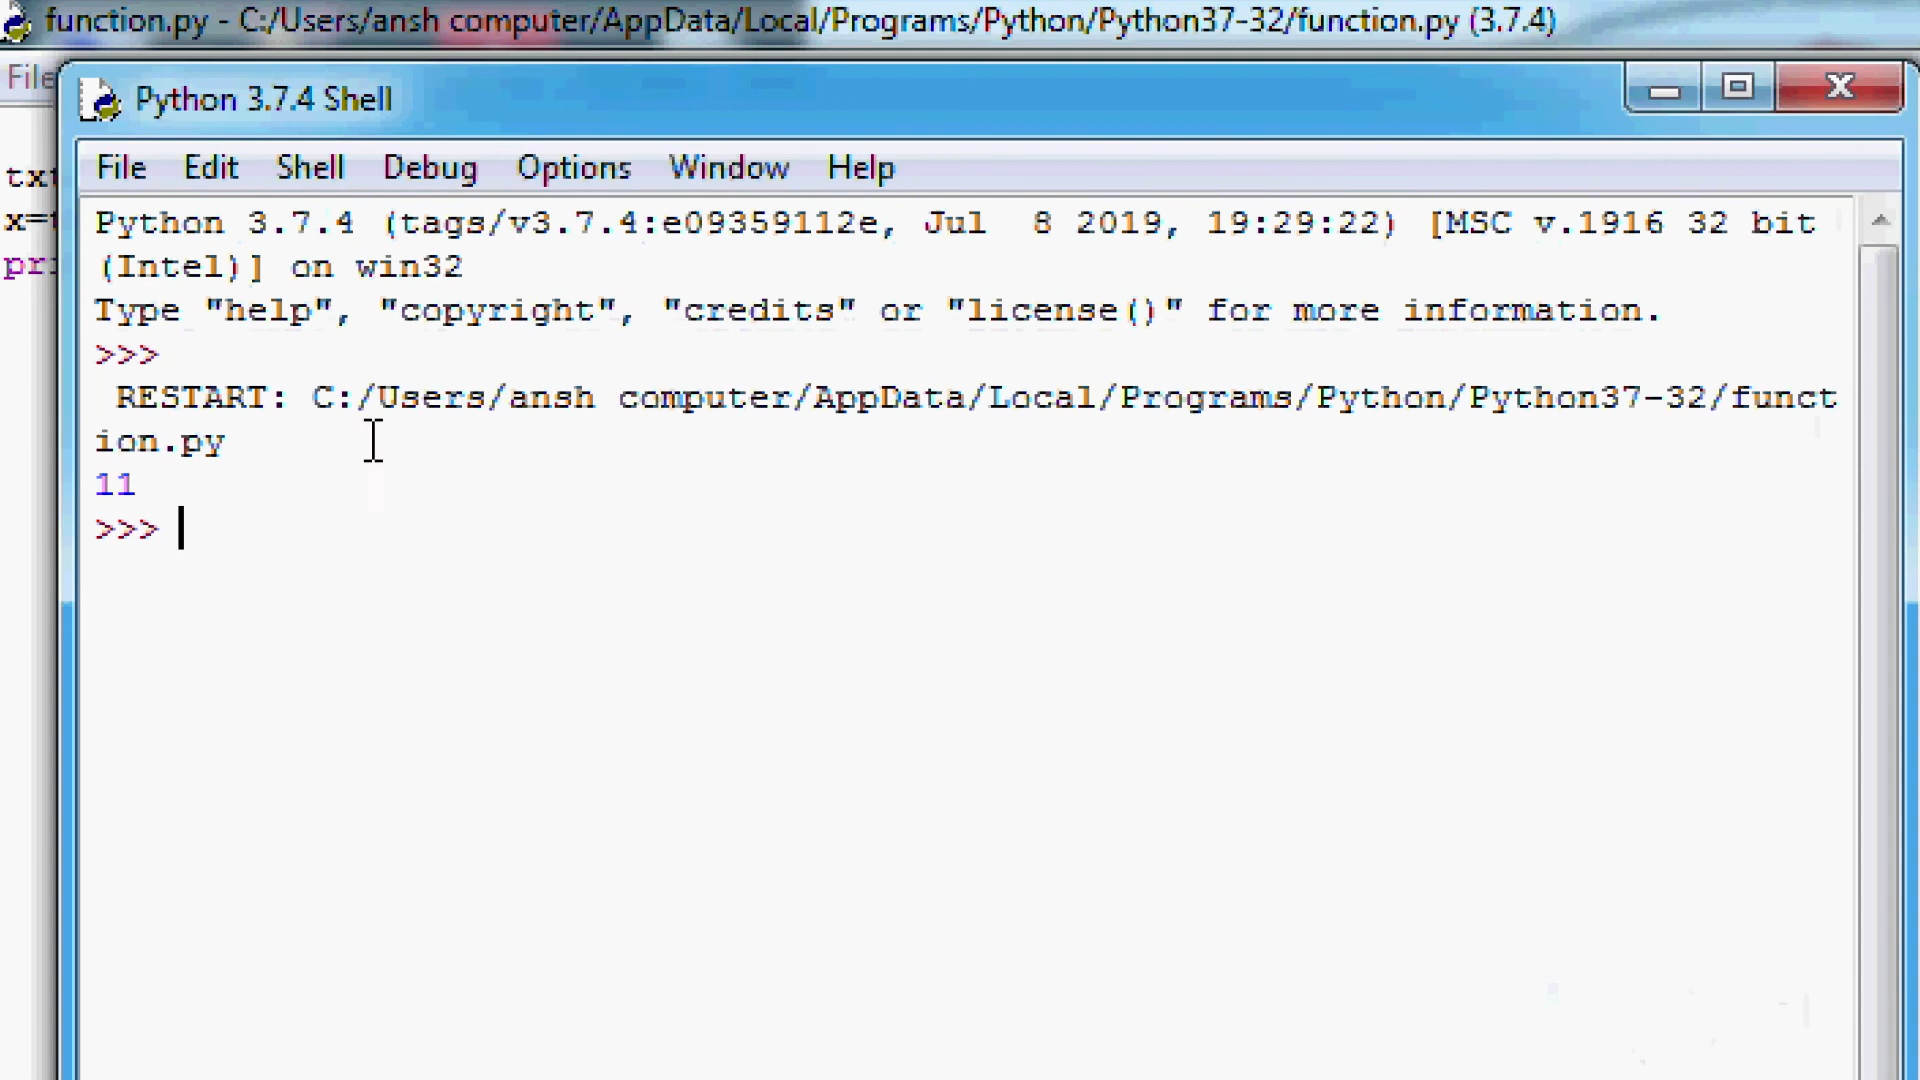 function.py - C:/Users/ansh computer/AppData/Local/Programs/Python/Python37-32/function.py (3.7.4)
File
Python 3.7.4 Shell
File Edit Shell Debug Options Window Help
txt
x=t
pri
Python 3.7.4 (tags/v3.7.4:e09359112e, Jul  8 2019, 19:29:22) [MSC v.1916 32 bit
(Intel)] on win32
Type "help", "copyright", "credits" or "license()" for more information.
>>>
RESTART: C:/Users/ansh computer/AppData/Local/Programs/Python/Python37-32/funct
ion.py
11
>>>